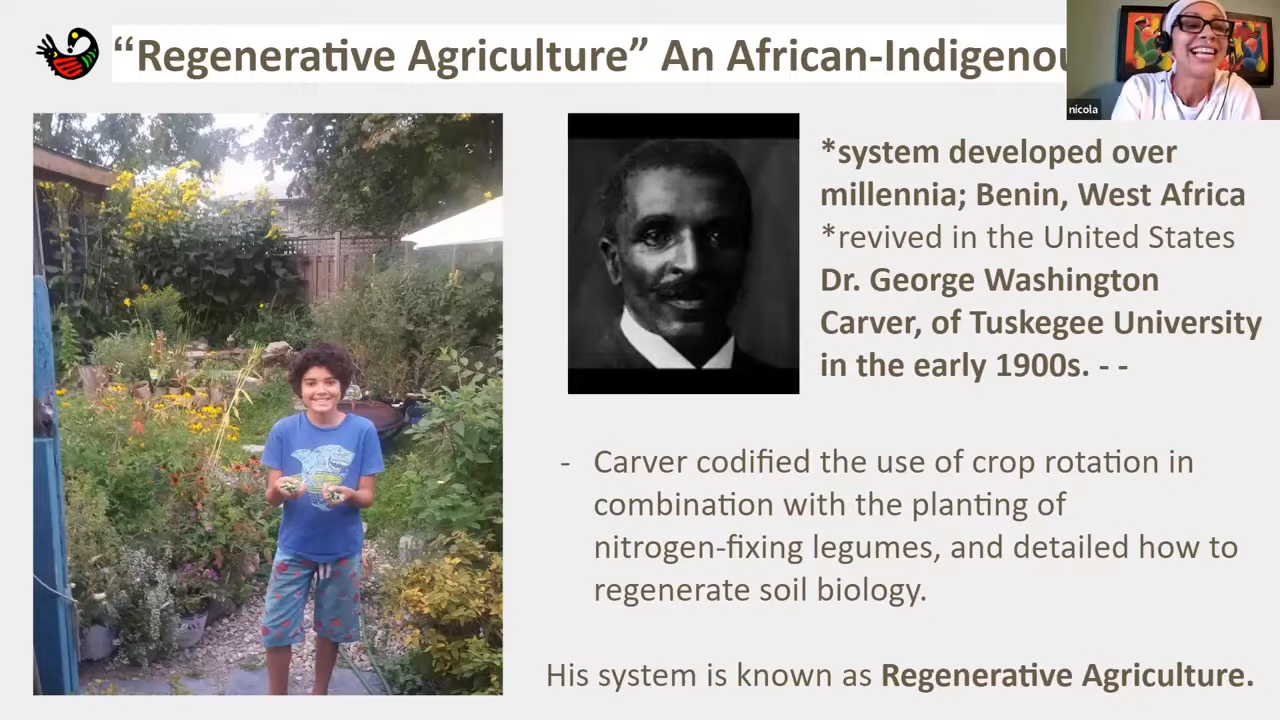 “Regenerative Agriculture” An African-Indigenou
nicola
*system developed over
millennia; Benin, West Africa
*revived in the United States
Dr. George Washington
Carver, of Tuskegee University
in the early 1900s. - -
- Carver codified the use of crop rotation in
combination with the planting of
nitrogen-fixing legumes, and detailed how to
regenerate soil biology.
His system is known as Regenerative Agriculture.